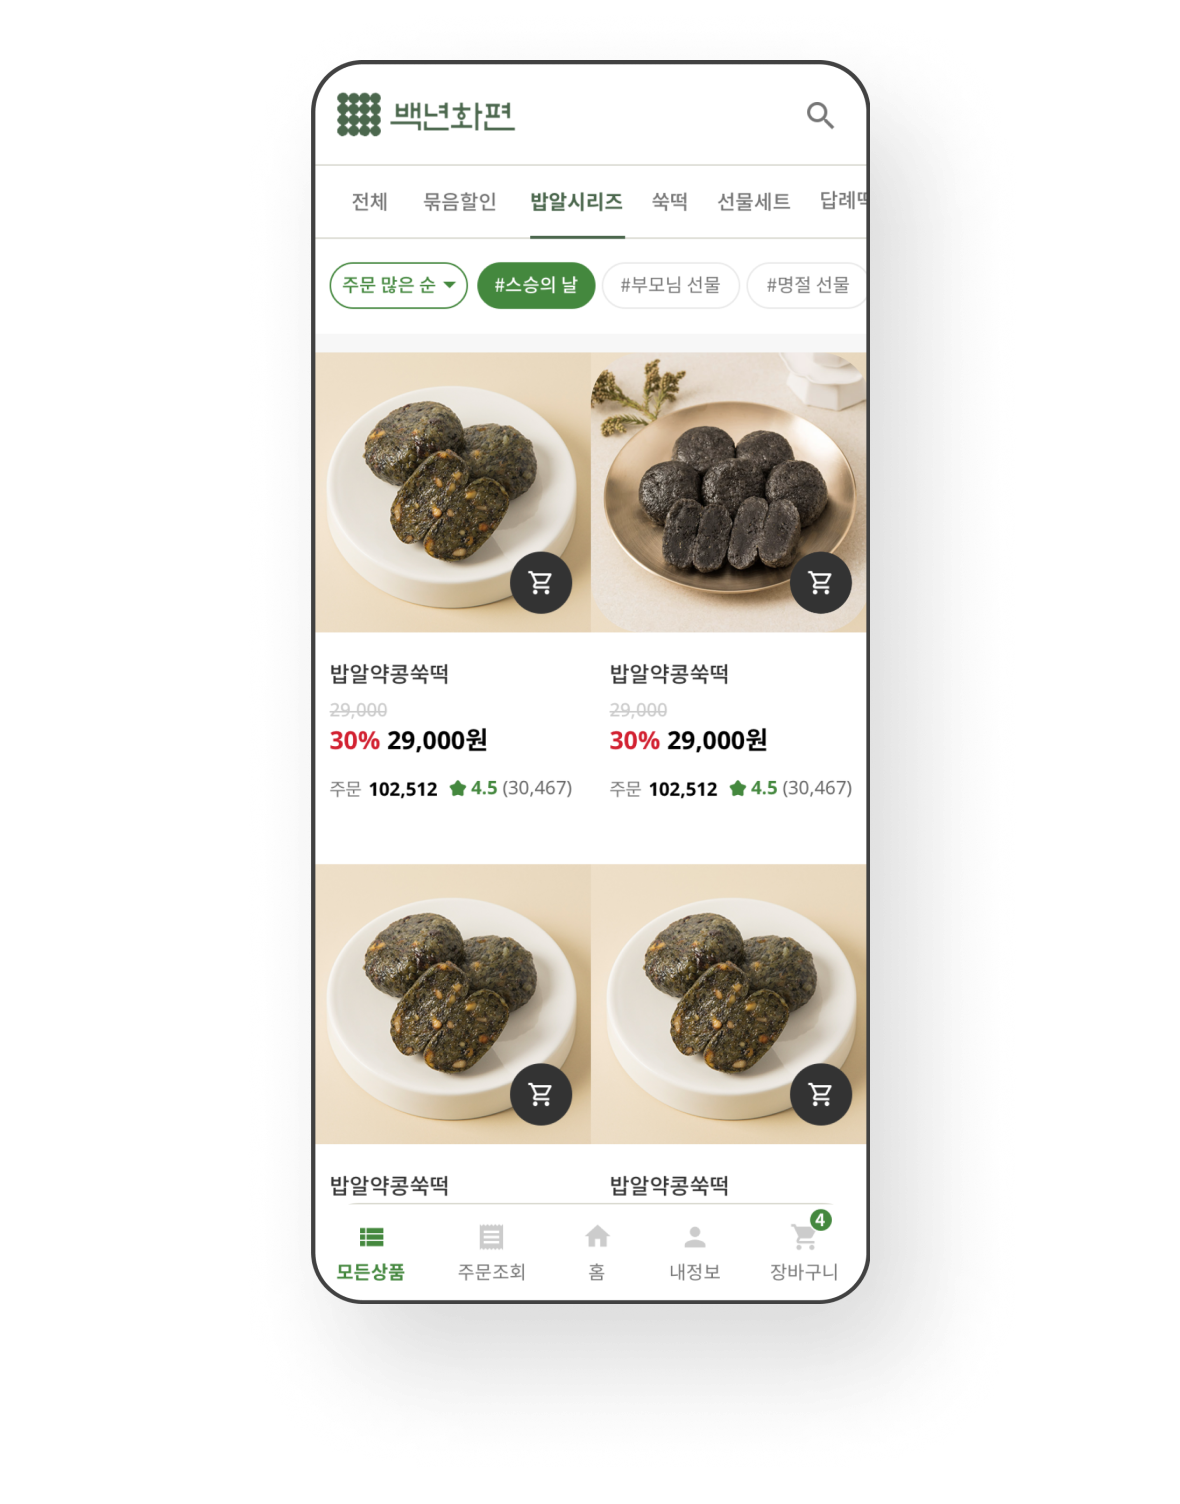 백년화편
전체 묶음할인 밥알시리즈 쑥떡 선물세트 답례떡
주문 많은 순 #스승의 날 #부모님 선물 #명절 선물
밥알약콩쑥떡 밥알약콩쑥떡
29,000 29,000
30% 29,000원 30% 29,000원
주문 102,512 4.5 (30,467) 주문 102,512 4.5 (30,467)
밥알약콩쑥떡 밥알약콩쑥떡
4
모든상품 주문조회 홈 내정보 장바구니